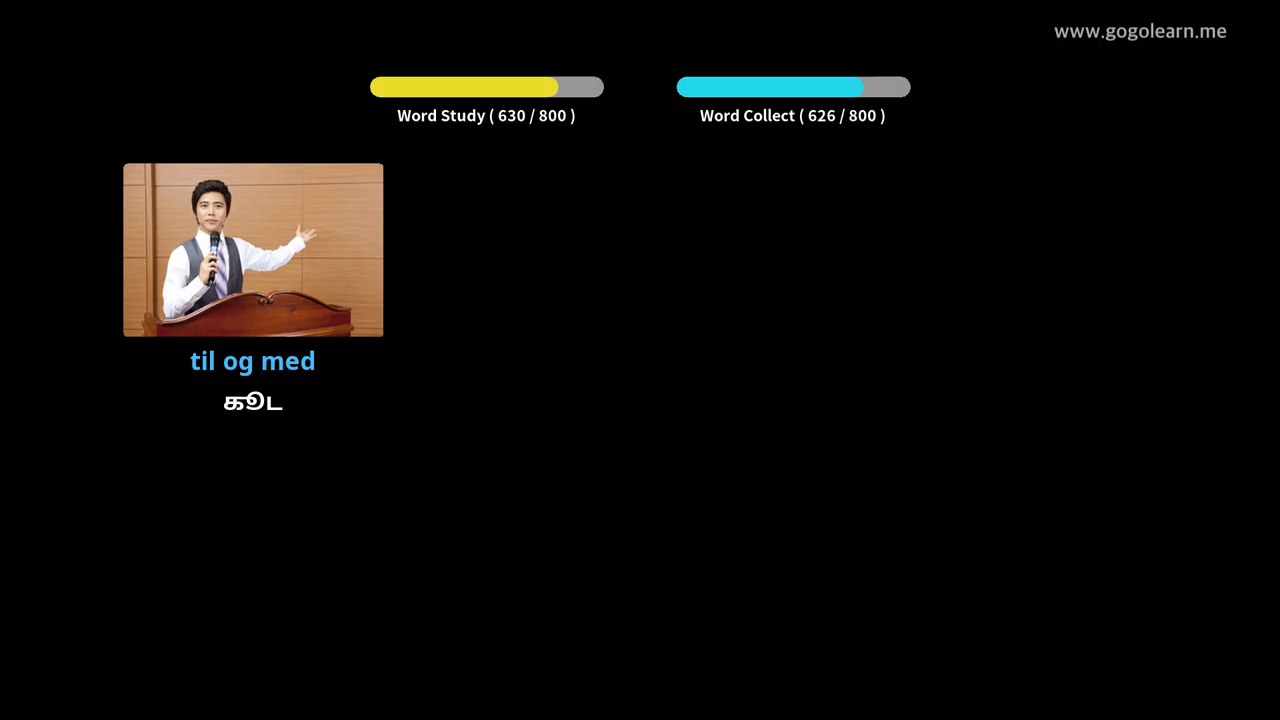 www.gogolearn.me
Word Study ( 630 / 800 )
Word Collect ( 626 / 800 )
til og med
கூட